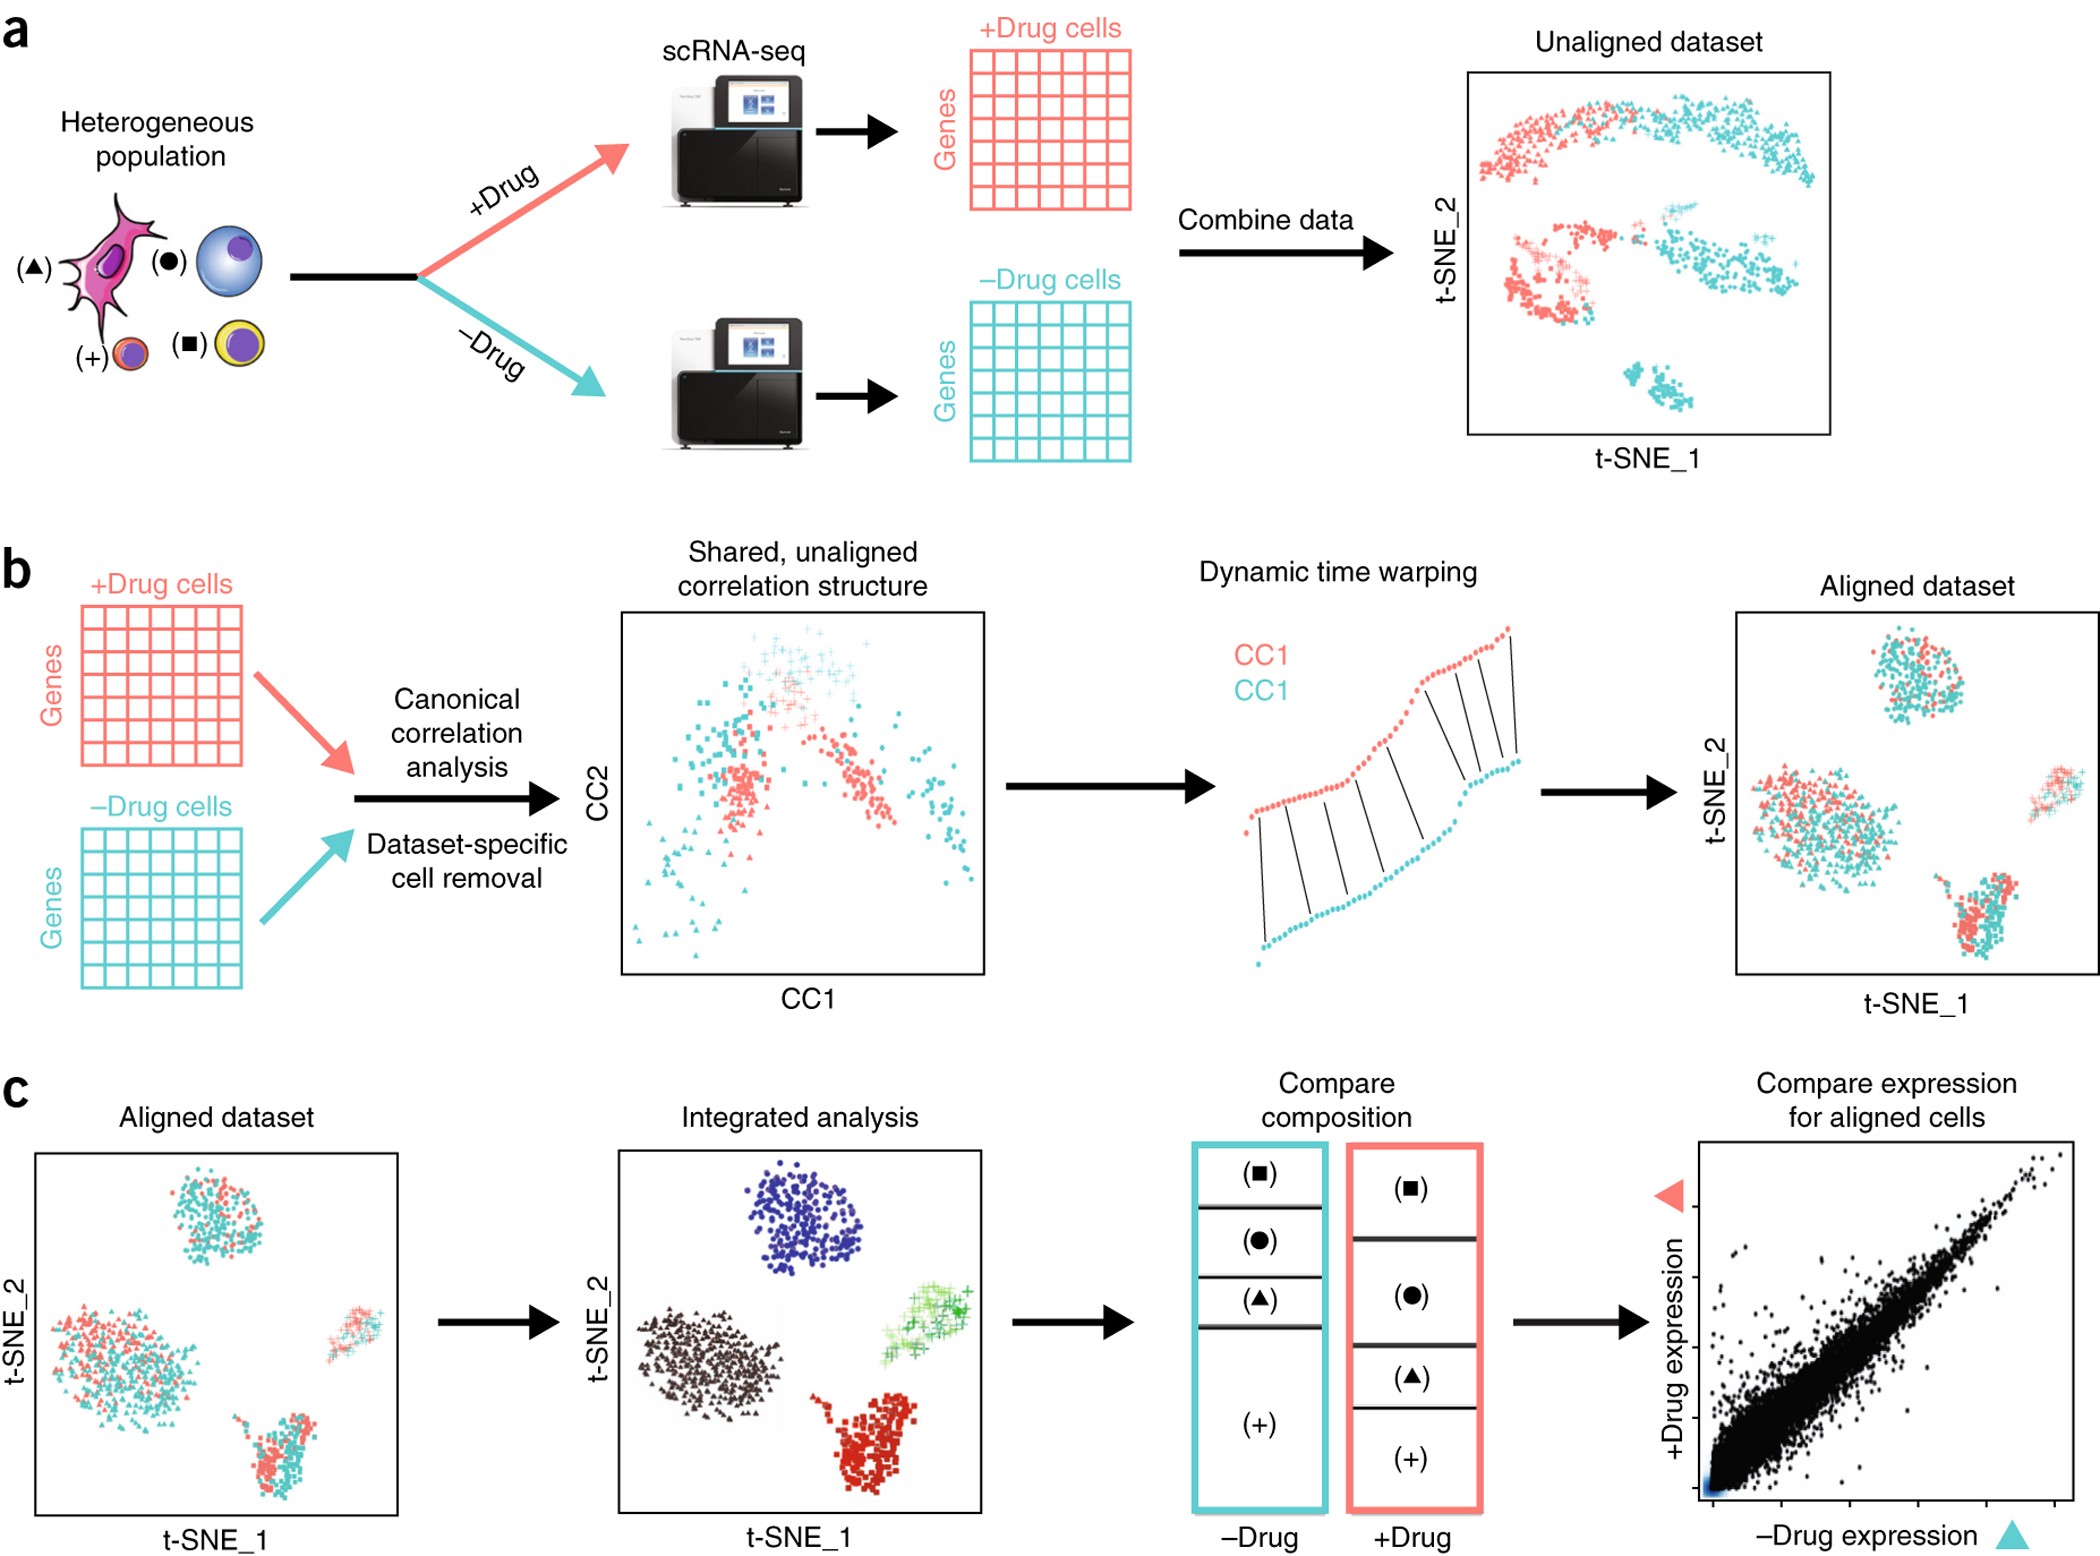 a
Heterogeneous
population
(▲)
(●)
(+)
(■)
+Drug
–Drug
scRNA-seq
+Drug cells
Genes
–Drug cells
Genes
Combine data
Unaligned dataset
t-SNE_2
t-SNE_1
b
+Drug cells
Genes
–Drug cells
Genes
Canonical
correlation
analysis
Dataset-specific
cell removal
Shared, unaligned
correlation structure
CC2
CC1
Dynamic time warping
CC1
CC1
Aligned dataset
t-SNE_2
t-SNE_1
c
Aligned dataset
t-SNE_2
t-SNE_1
Integrated analysis
t-SNE_2
t-SNE_1
Compare
composition
(■)
(●)
(▲)
(+)
–Drug
(■)
(●)
(▲)
(+)
+Drug
Compare expression
for aligned cells
+Drug expression
–Drug expression